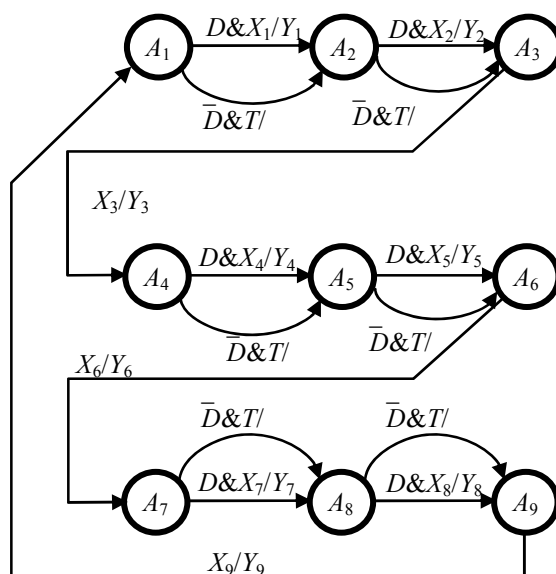 A₁ D&X₁/Y₁ A₂ D&X₂/Y₂ A₃
D̅&T/ D̅&T/
X₃/Y₃
A₄ D&X₄/Y₄ A₅ D&X₅/Y₅ A₆
D̅&T/ D̅&T/
X₆/Y₆
D̅&T/ D̅&T/
A₇ D&X₇/Y₇ A₈ D&X₈/Y₈ A₉
X₉/Y₉